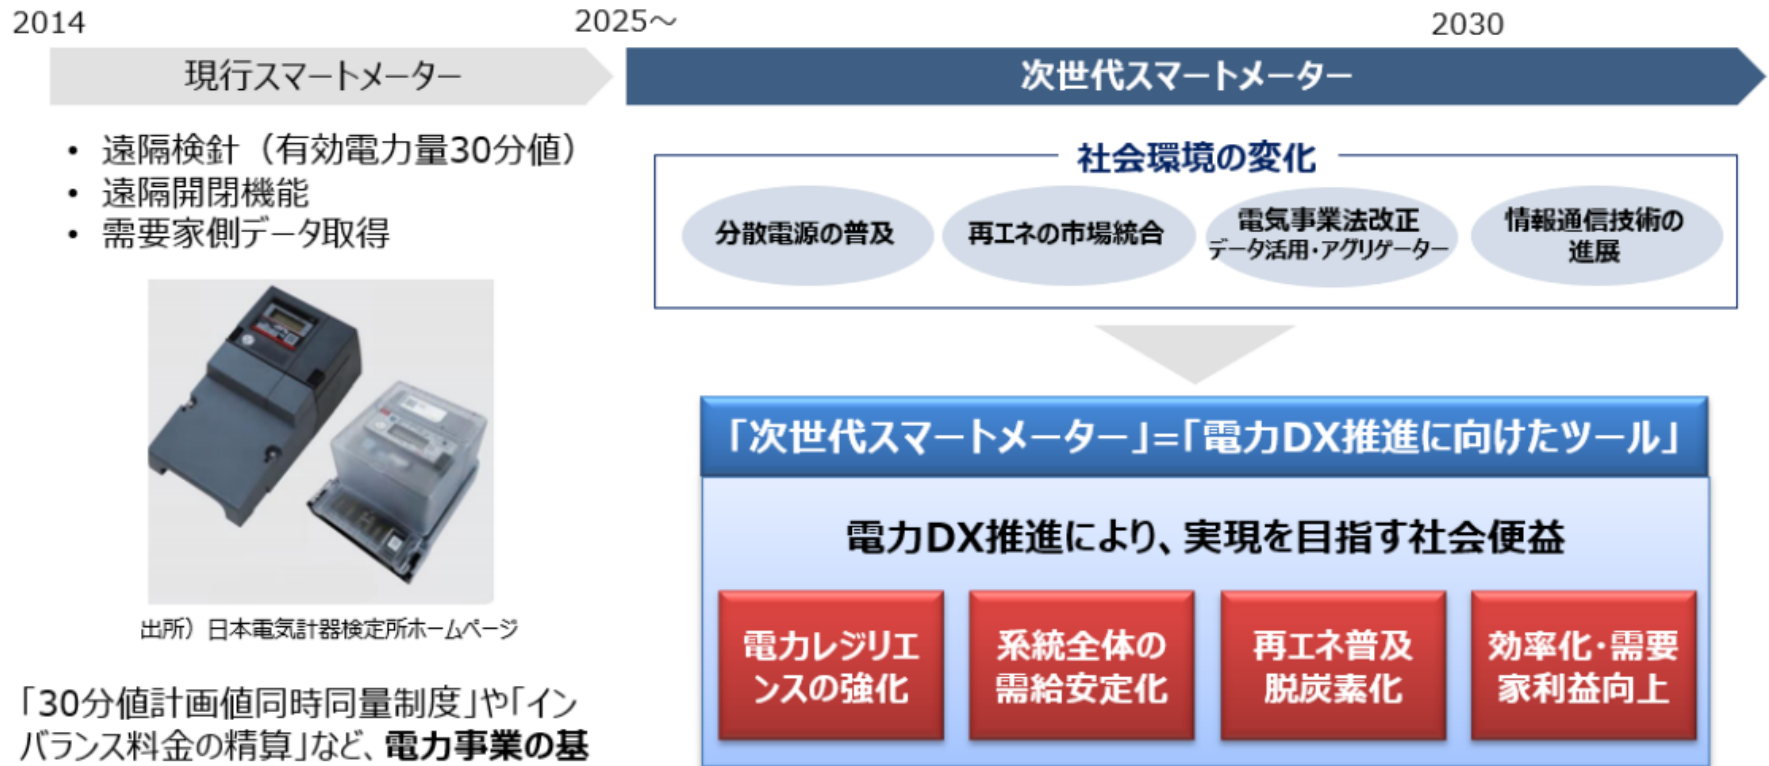 2014
2025~
2030
現行スマートメーター
次世代スマートメーター
• 遠隔検針（有効電力量30分値）
• 遠隔開閉機能
• 需要家側データ取得
出所）日本電気計器検定所ホームページ
「30分値計画値同時同量制度」や「イン
バランス料金の精算」など、電力事業の基
社会環境の変化
分散電源の普及
再エネの市場統合
電気事業法改正
データ活用・アグリゲーター
情報通信技術の
進展
「次世代スマートメーター」=「電力DX推進に向けたツール」
電力DX推進により、実現を目指す社会便益
電力レジリエ
ンスの強化
系統全体の
需給安定化
再エネ普及
脱炭素化
効率化・需要
家利益向上